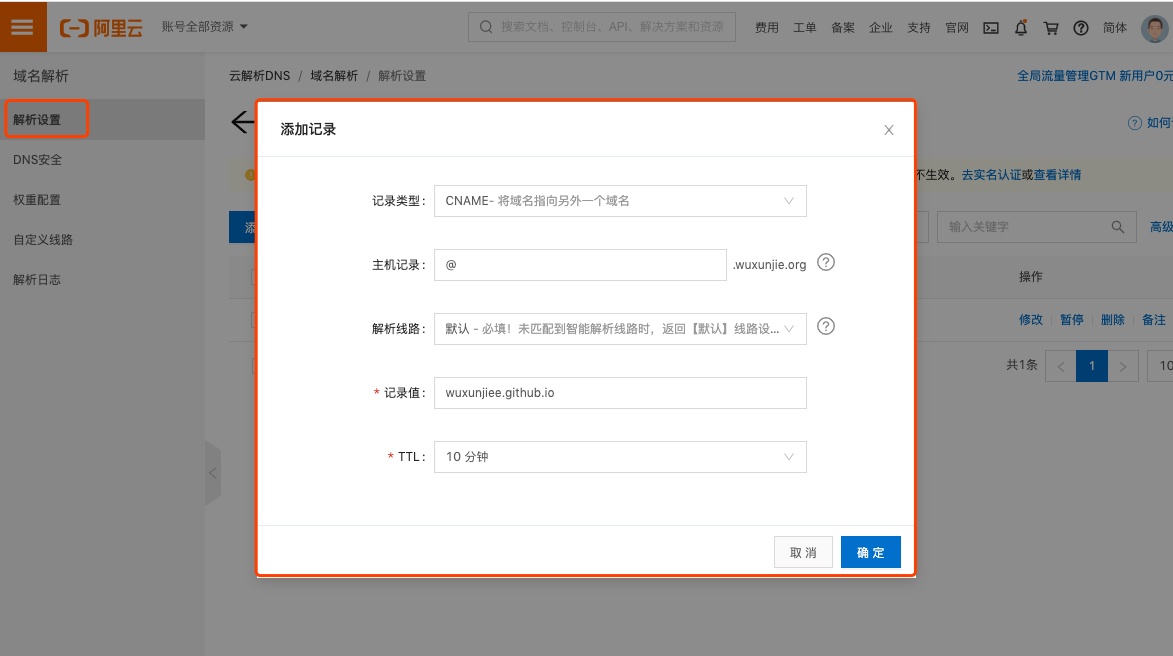 阿里云 账号全部资源 搜索文档、控制台、API、解决方案和资源 费用 工单 备案 企业 支持 官网 简体
域名解析 云解析DNS / 域名解析 / 解析设置 全局流量管理GTM 新用户0元
解析设置 如何
DNS安全
权重配置
自定义线路
解析日志
添加记录
不生效。去实名认证或查看详情
记录类型: CNAME- 将域名指向另外一个域名
添 输入关键字 高级
主机记录: @ .wuxunjie.org
操作
解析线路: 默认 - 必填！未匹配到智能解析线路时，返回【默认】线路设...
修改 暂停 删除 备注
共1条 1 10
* 记录值: wuxunjiee.github.io
* TTL: 10 分钟
取 消 确 定